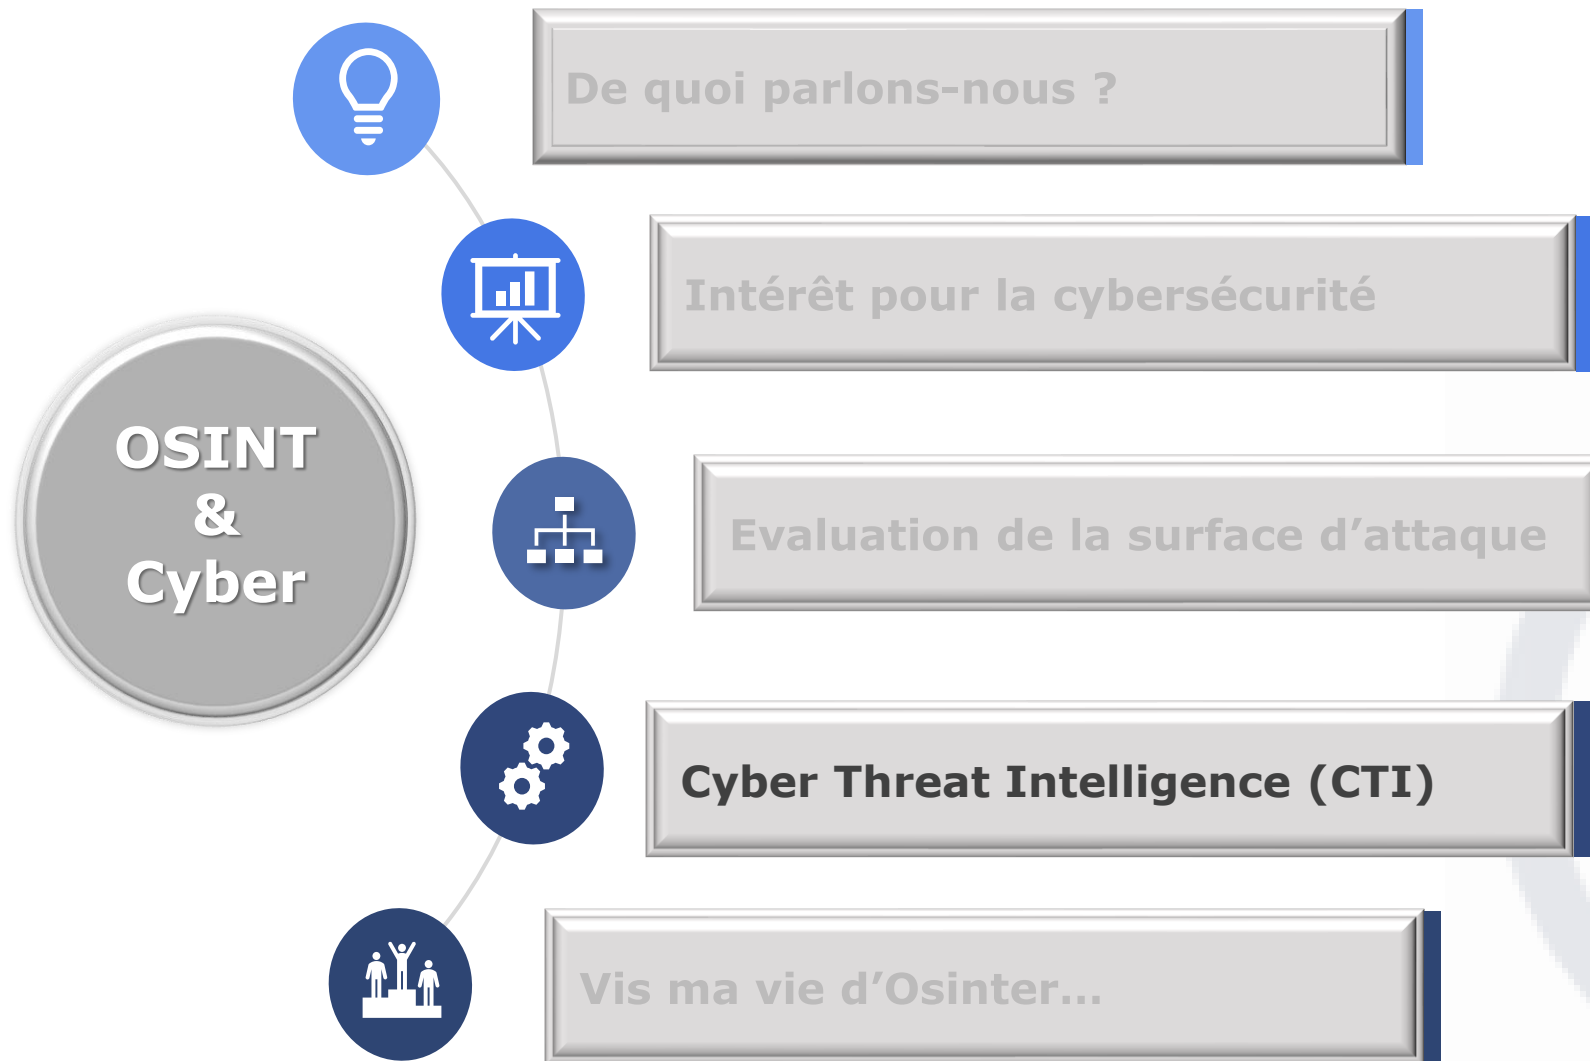 De quoi parlons-nous ?
Intérêt pour la cybersécurité
OSINT
&
Cyber
Evaluation de la surface d’attaque
Cyber Threat Intelligence (CTI)
Vis ma vie d’Osinter…